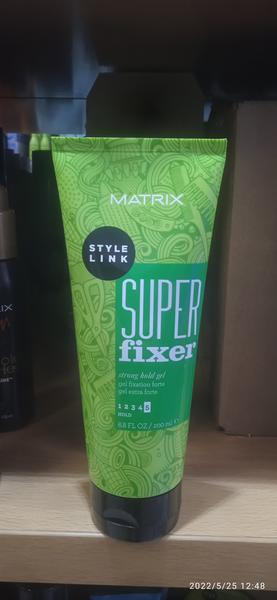 MATRIX
STYLE
LINK
SUPER
fixer
strong hold gel
gel fixation forte
gel extra forte
1 2 3 4 5
HOLD
6.8 FL OZ / 200 ml e
RIX
2022/5/25 12:48